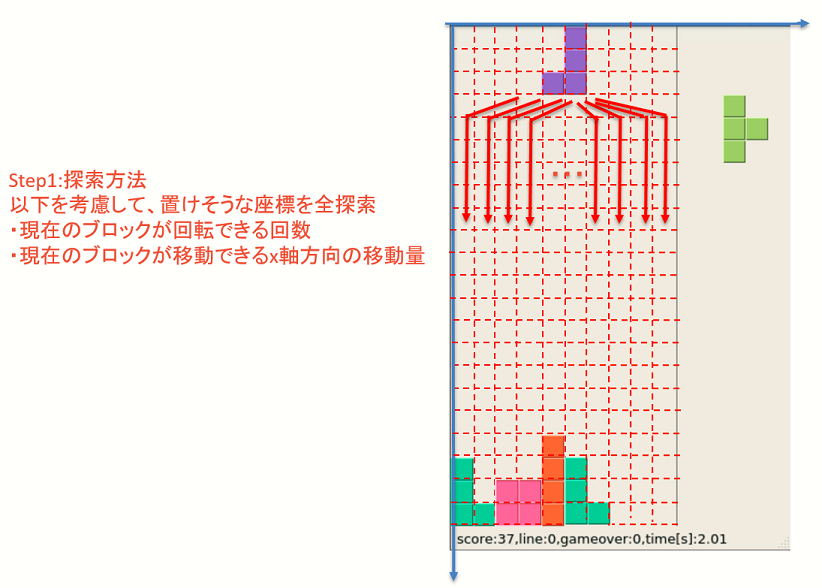 Step1:探索方法
以下を考慮して、置けそうな座標を全探索
・現在のブロックが回転できる回数
・現在のブロックが移動できるx軸方向の移動量
score:37,line:0,gameover:0,time[s]:2.01